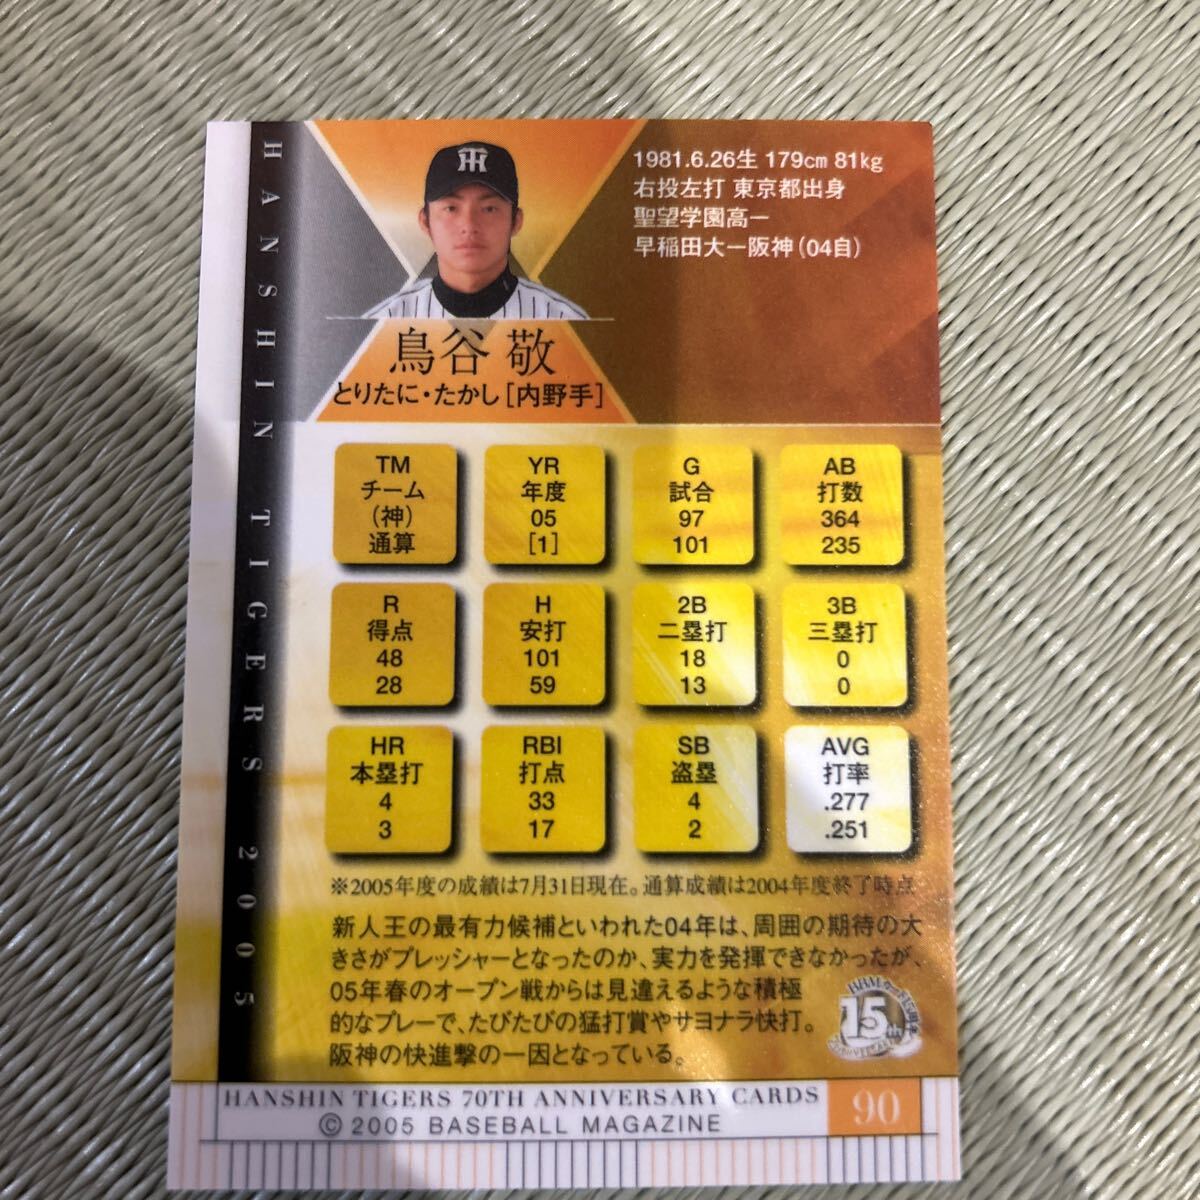 HANSHIN TIGERS 2005
1981.6.26生 179cm 81kg
右投左打 東京都出身
聖望学園高ー
早稲田大ー阪神(04自)
鳥谷 敬
とりたに・たかし[内野手]
TM
チーム
(神)
通算
YR
年度
05
[1]
G
試合
97
101
AB
打数
364
235
R
得点
48
28
H
安打
101
59
2B
二塁打
18
13
3B
三塁打
0
0
HR
本塁打
4
3
RBI
打点
33
17
SB
盗塁
4
2
AVG
打率
.277
.251
※2005年度の成績は7月31日現在。通算成績は2004年度終了時点
新人王の最有力候補といわれた04年は、周囲の期待の大
きさがプレッシャーとなったのか、実力を発揮できなかったが、
05年春のオープン戦からは見違えるような積極
的なプレーで、たびたびの猛打賞やサヨナラ快打。
阪神の快進撃の一因となっている。
15
HANSHIN TIGERS 70TH ANNIVERSARY CARDS
© 2005 BASEBALL MAGAZINE
90